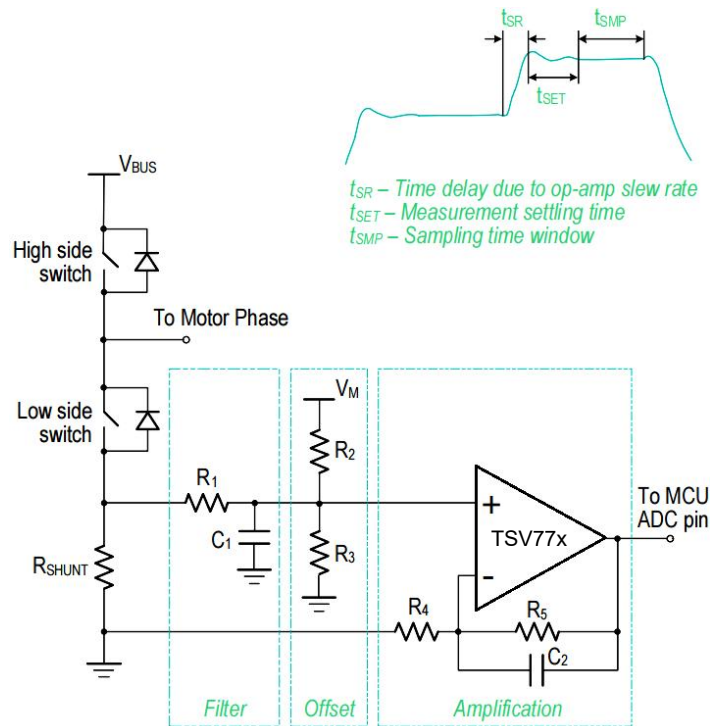 tSR
tSMP
tSET
tSR – Time delay due to op-amp slew rate
tSET – Measurement settling time
tSMP – Sampling time window
VBUS
High side
switch
To Motor Phase
Low side
switch
VM
R2
R1
C1
R3
+
-
TSV77x
To MCU
ADC pin
RSHUNT
R4
R5
C2
Filter
Offset
Amplification